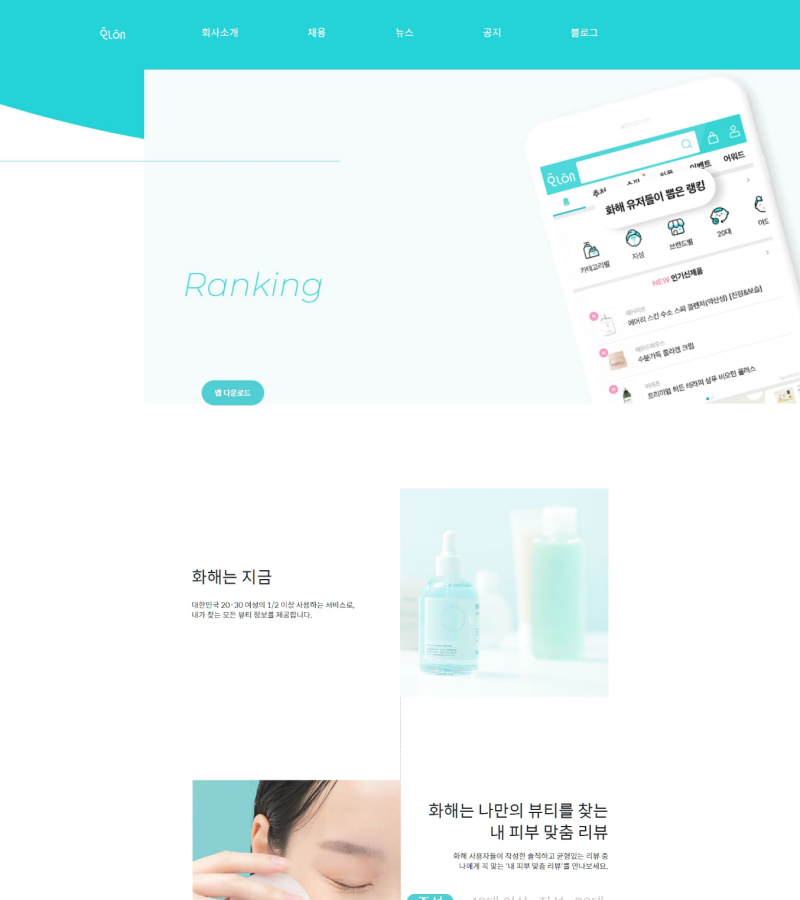 회사소개
채용
뉴스
공지
블로그
Ranking
앱 다운로드
홈
추천
이벤트
어워드
화해 유저들이 뽑은 랭킹
카테고리별
지성
브랜드별
20대
NEW 인기신제품
메이리 스킨 수소 스파 클렌저(약산성) [진정&보습]
수분가득 콜라겐 크림
프리미엄 히든 테라피 샴푸 비오틴 플러스
화해는 지금
대한민국 20·30 여성의 1/2 이상 사용하는 서비스로,
내가 찾는 모든 뷰티 정보를 제공합니다.
화해는 나만의 뷰티를 찾는
내 피부 맞춤 리뷰
화해 사용자들이 작성한 솔직하고 균형있는 리뷰 중
나에게 꼭 맞는 '내 피부 맞춤 리뷰'를 만나보세요.